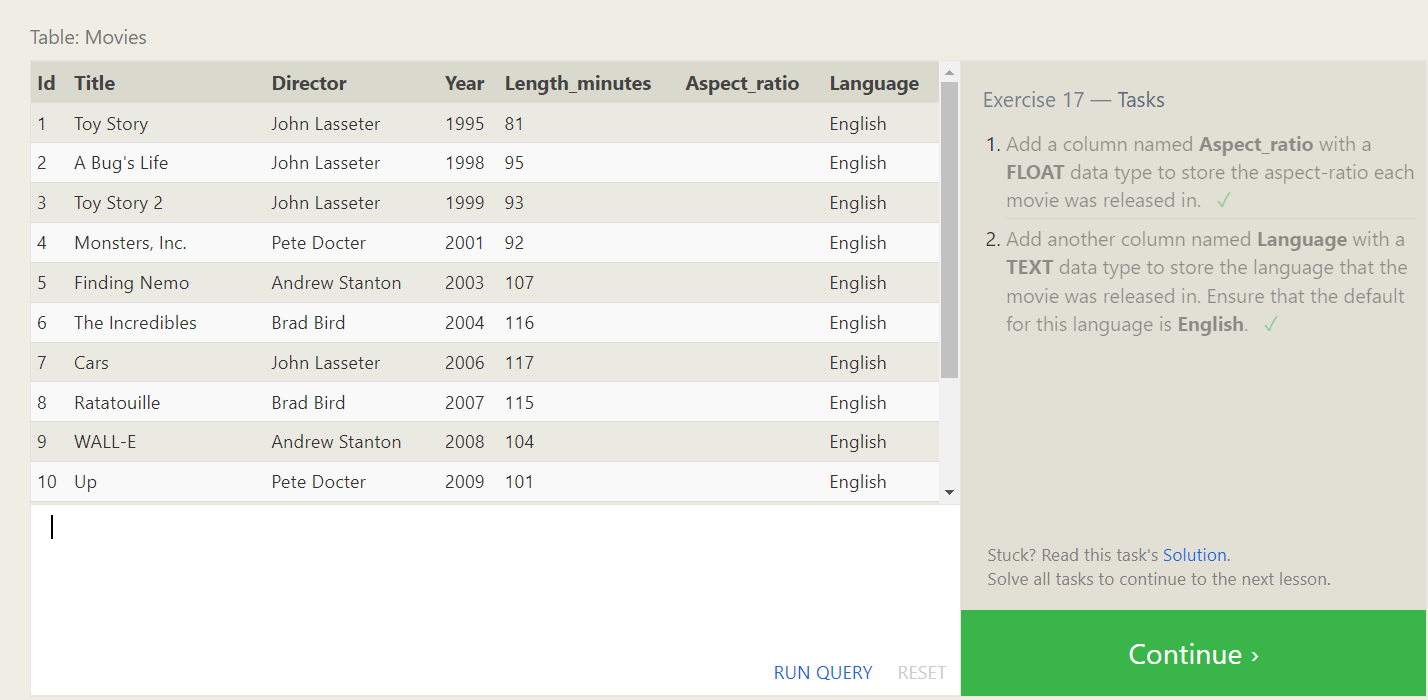 Table: Movies
Id Title Director Year Length_minutes Aspect_ratio Language
1 Toy Story John Lasseter 1995 81 English
2 A Bug's Life John Lasseter 1998 95 English
3 Toy Story 2 John Lasseter 1999 93 English
4 Monsters, Inc. Pete Docter 2001 92 English
5 Finding Nemo Andrew Stanton 2003 107 English
6 The Incredibles Brad Bird 2004 116 English
7 Cars John Lasseter 2006 117 English
8 Ratatouille Brad Bird 2007 115 English
9 WALL-E Andrew Stanton 2008 104 English
10 Up Pete Docter 2009 101 English
RUN QUERY RESET
Exercise 17 — Tasks
1. Add a column named Aspect_ratio with a
FLOAT data type to store the aspect-ratio each
movie was released in. ✓
2. Add another column named Language with a
TEXT data type to store the language that the
movie was released in. Ensure that the default
for this language is English. ✓
Stuck? Read this task's Solution.
Solve all tasks to continue to the next lesson.
Continue ›